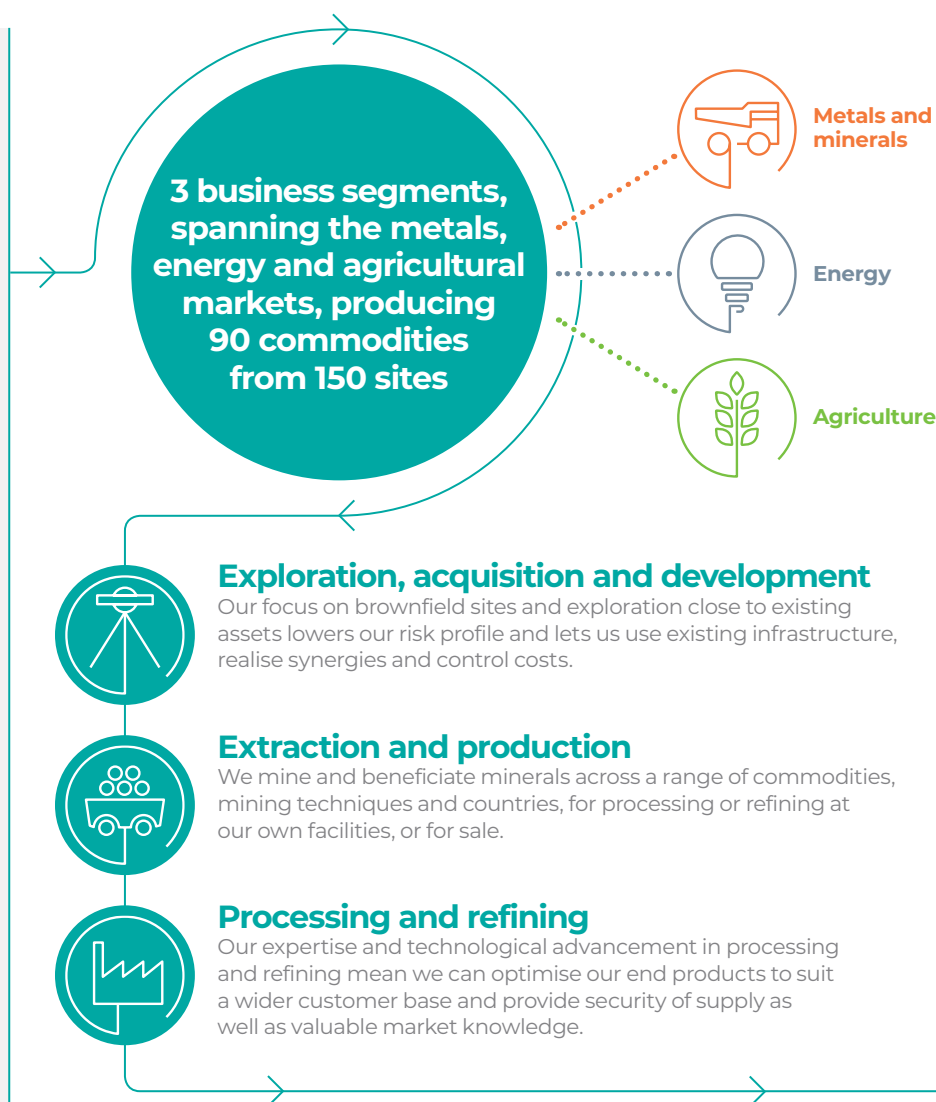 3 business segments,
spanning the metals,
energy and agricultural
markets, producing
90 commodities
from 150 sites
Metals and
minerals
Energy
Agriculture
Exploration, acquisition and development
Our focus on brownfield sites and exploration close to existing
assets lowers our risk profile and lets us use existing infrastructure,
realise synergies and control costs.
Extraction and production
We mine and beneficiate minerals across a range of commodities,
mining techniques and countries, for processing or refining at
our own facilities, or for sale.
Processing and refining
Our expertise and technological advancement in processing
and refining mean we can optimise our end products to suit
a wider customer base and provide security of supply as
well as valuable market knowledge.